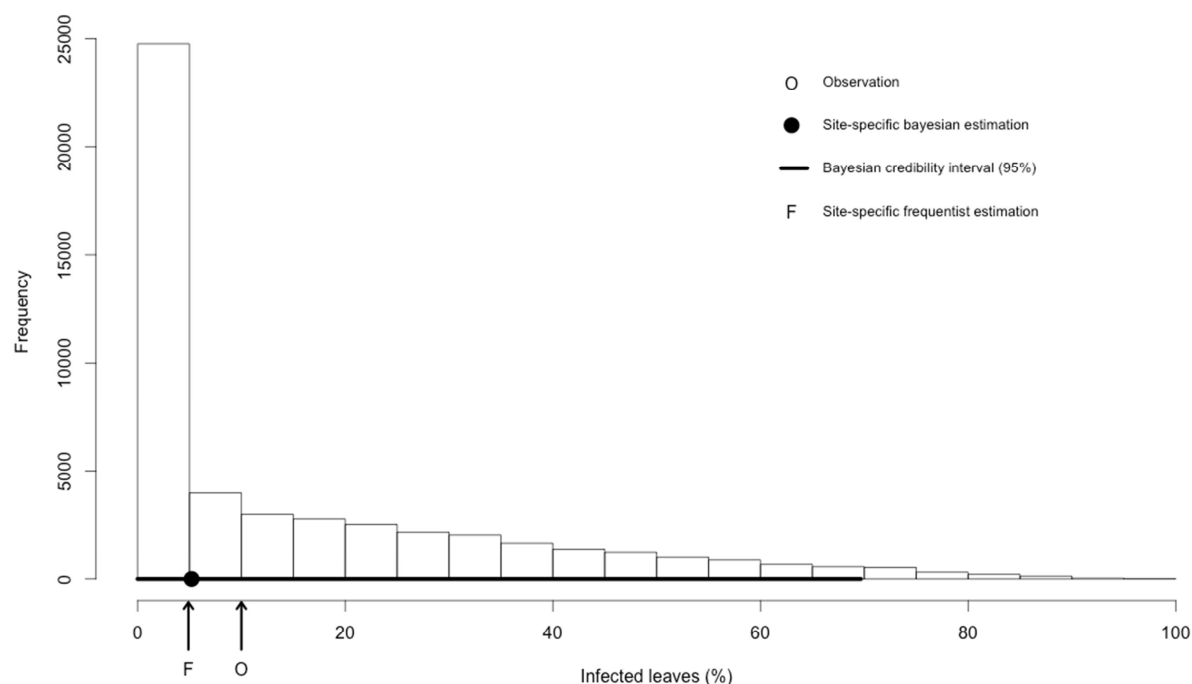 25000
20000
15000
10000
5000
0
Frequency
O Observation
Site-specific bayesian estimation
Bayesian credibility interval (95%)
F Site-specific frequentist estimation
0 20 40 60 80 100
F O
Infected leaves (%)